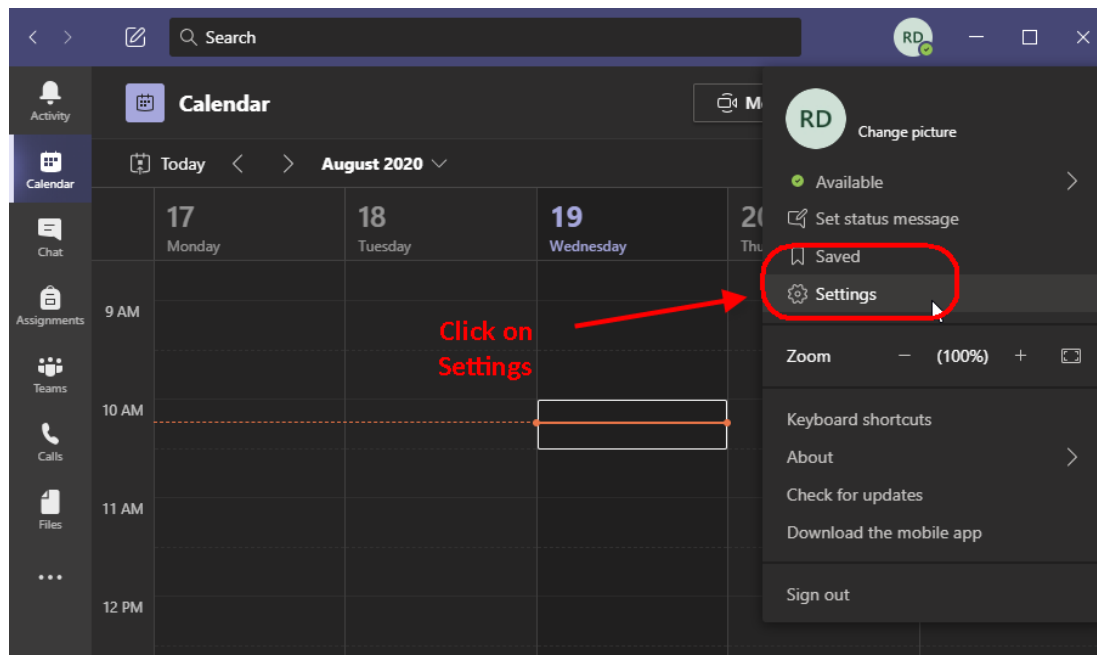 Search
RD
Activity
Calendar
Chat
Assignments
Teams
Calls
Files
Calendar
Today
August 2020
17
Monday
18
Tuesday
19
Wednesday
9 AM
10 AM
11 AM
12 PM
Click on
Settings
RD
Change picture
Available
Set status message
Saved
Settings
Zoom
(100%)
Keyboard shortcuts
About
Check for updates
Download the mobile app
Sign out